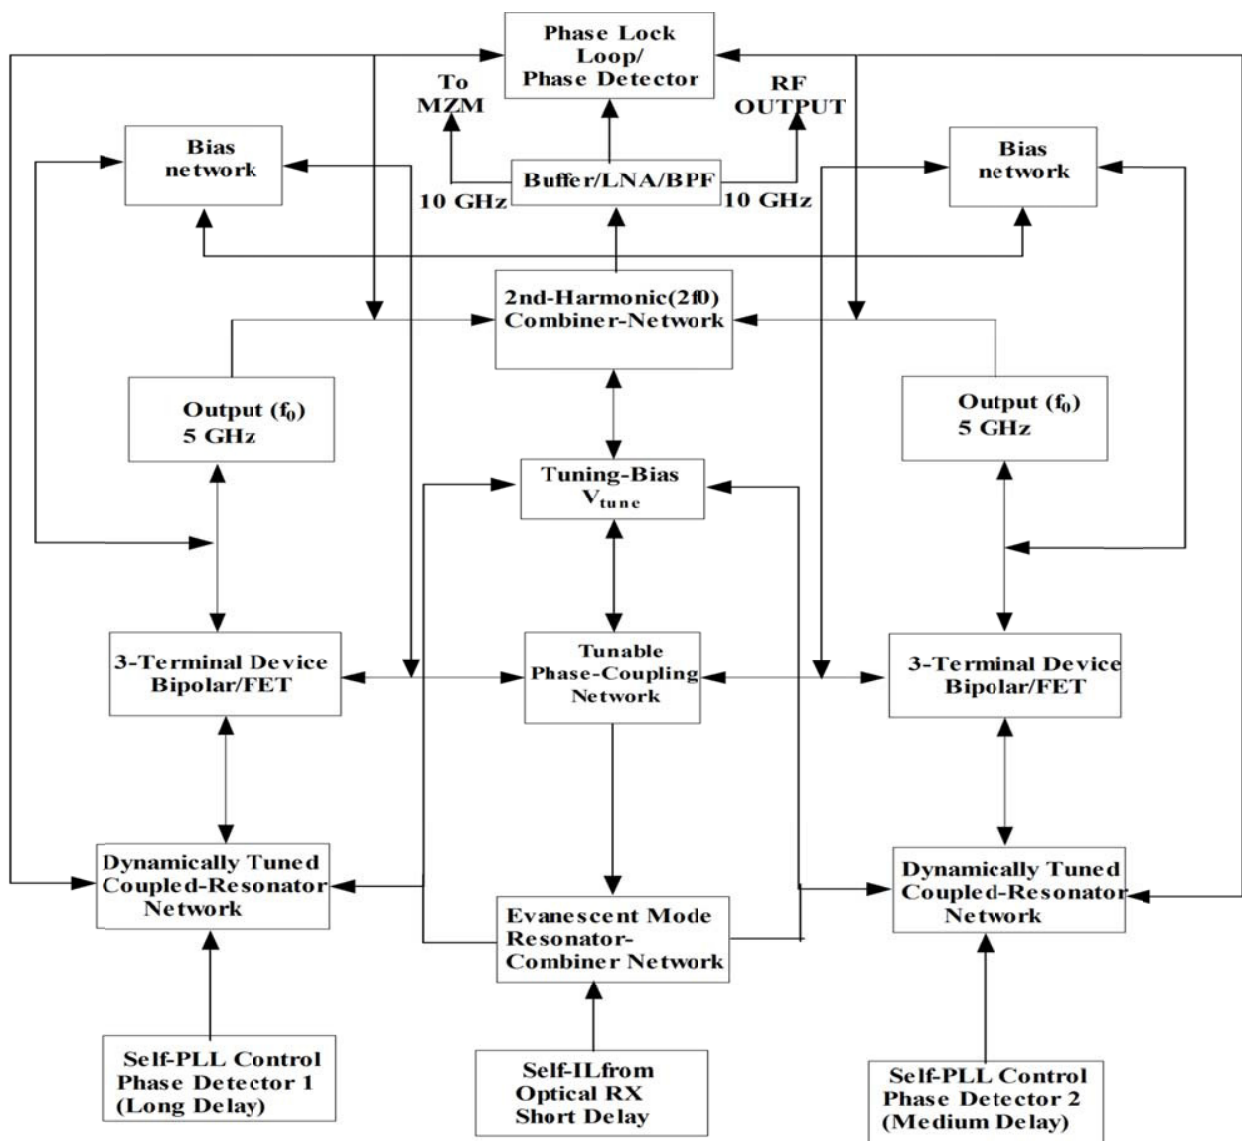 Phase Lock
Loop/
Phase Detector
To
MZM
RF
OUTPUT
Bias
network
Buffer/LNA/BPF
10 GHz
10 GHz
Bias
network
2nd-Harmonic(2f0)
Combiner-Network
Output (f₀)
5 GHz
Output (f₀)
5 GHz
Tuning-Bias
Vtune
3-Terminal Device
Bipolar/FET
Tunable
Phase-Coupling
Network
3-Terminal Device
Bipolar/FET
Dynamically Tuned
Coupled-Resonator
Network
Evanescent Mode
Resonator-
Combiner Network
Dynamically Tuned
Coupled-Resonator
Network
Self-PLL Control
Phase Detector 1
(Long Delay)
Self-ILfrom
Optical RX
Short Delay
Self-PLL Control
Phase Detector 2
(Medium Delay)